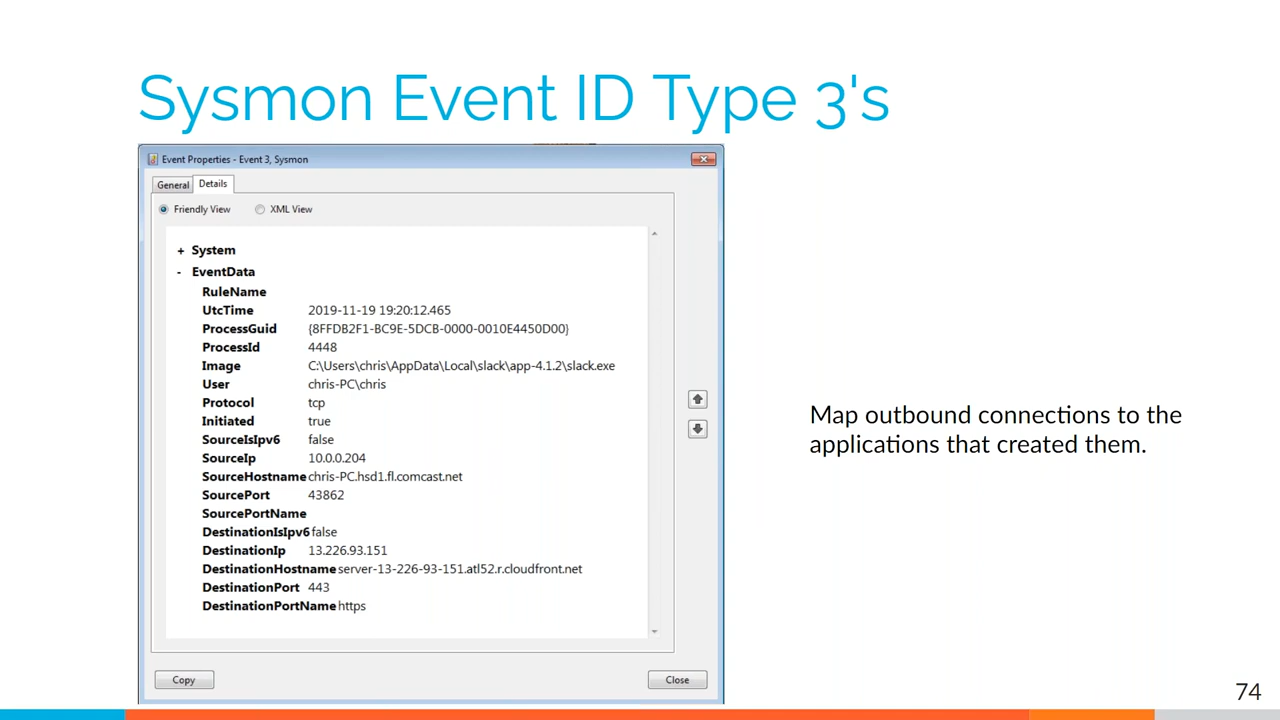 Sysmon Event ID Type 3's
Event Properties - Event 3, Sysmon
General Details
Friendly View XML View
+ System
- EventData
RuleName
UtcTime 2019-11-19 19:20:12.465
ProcessGuid {8FFDB2F1-BC9E-5DCB-0000-0010E4450D00}
ProcessId 4448
Image C:\Users\chris\AppData\Local\slack\app-4.1.2\slack.exe
User chris-PC\chris
Protocol tcp
Initiated true
SourceIsIpv6 false
SourceIp 10.0.0.204
SourceHostname chris-PC.hsd1.fl.comcast.net
SourcePort 43862
SourcePortName
DestinationIsIpv6 false
DestinationIp 13.226.93.151
DestinationHostname server-13-226-93-151.atl52.r.cloudfront.net
DestinationPort 443
DestinationPortName https
Copy Close
Map outbound connections to the
applications that created them.
74